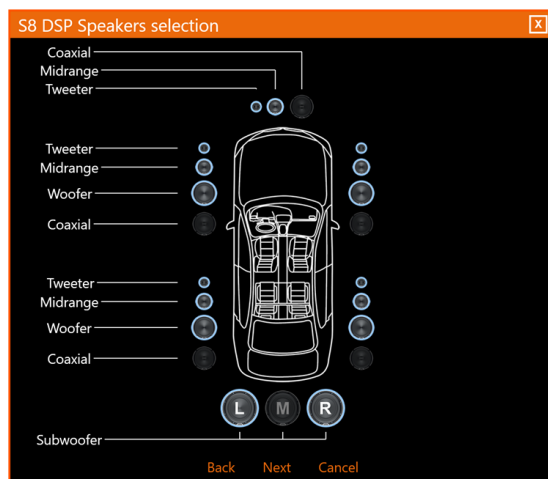 S8 DSP Speakers selection
X
Coaxial
Midrange
Tweeter
Tweeter
Midrange
Woofer
Coaxial
Tweeter
Midrange
Woofer
Coaxial
L M R
Subwoofer
Back Next Cancel